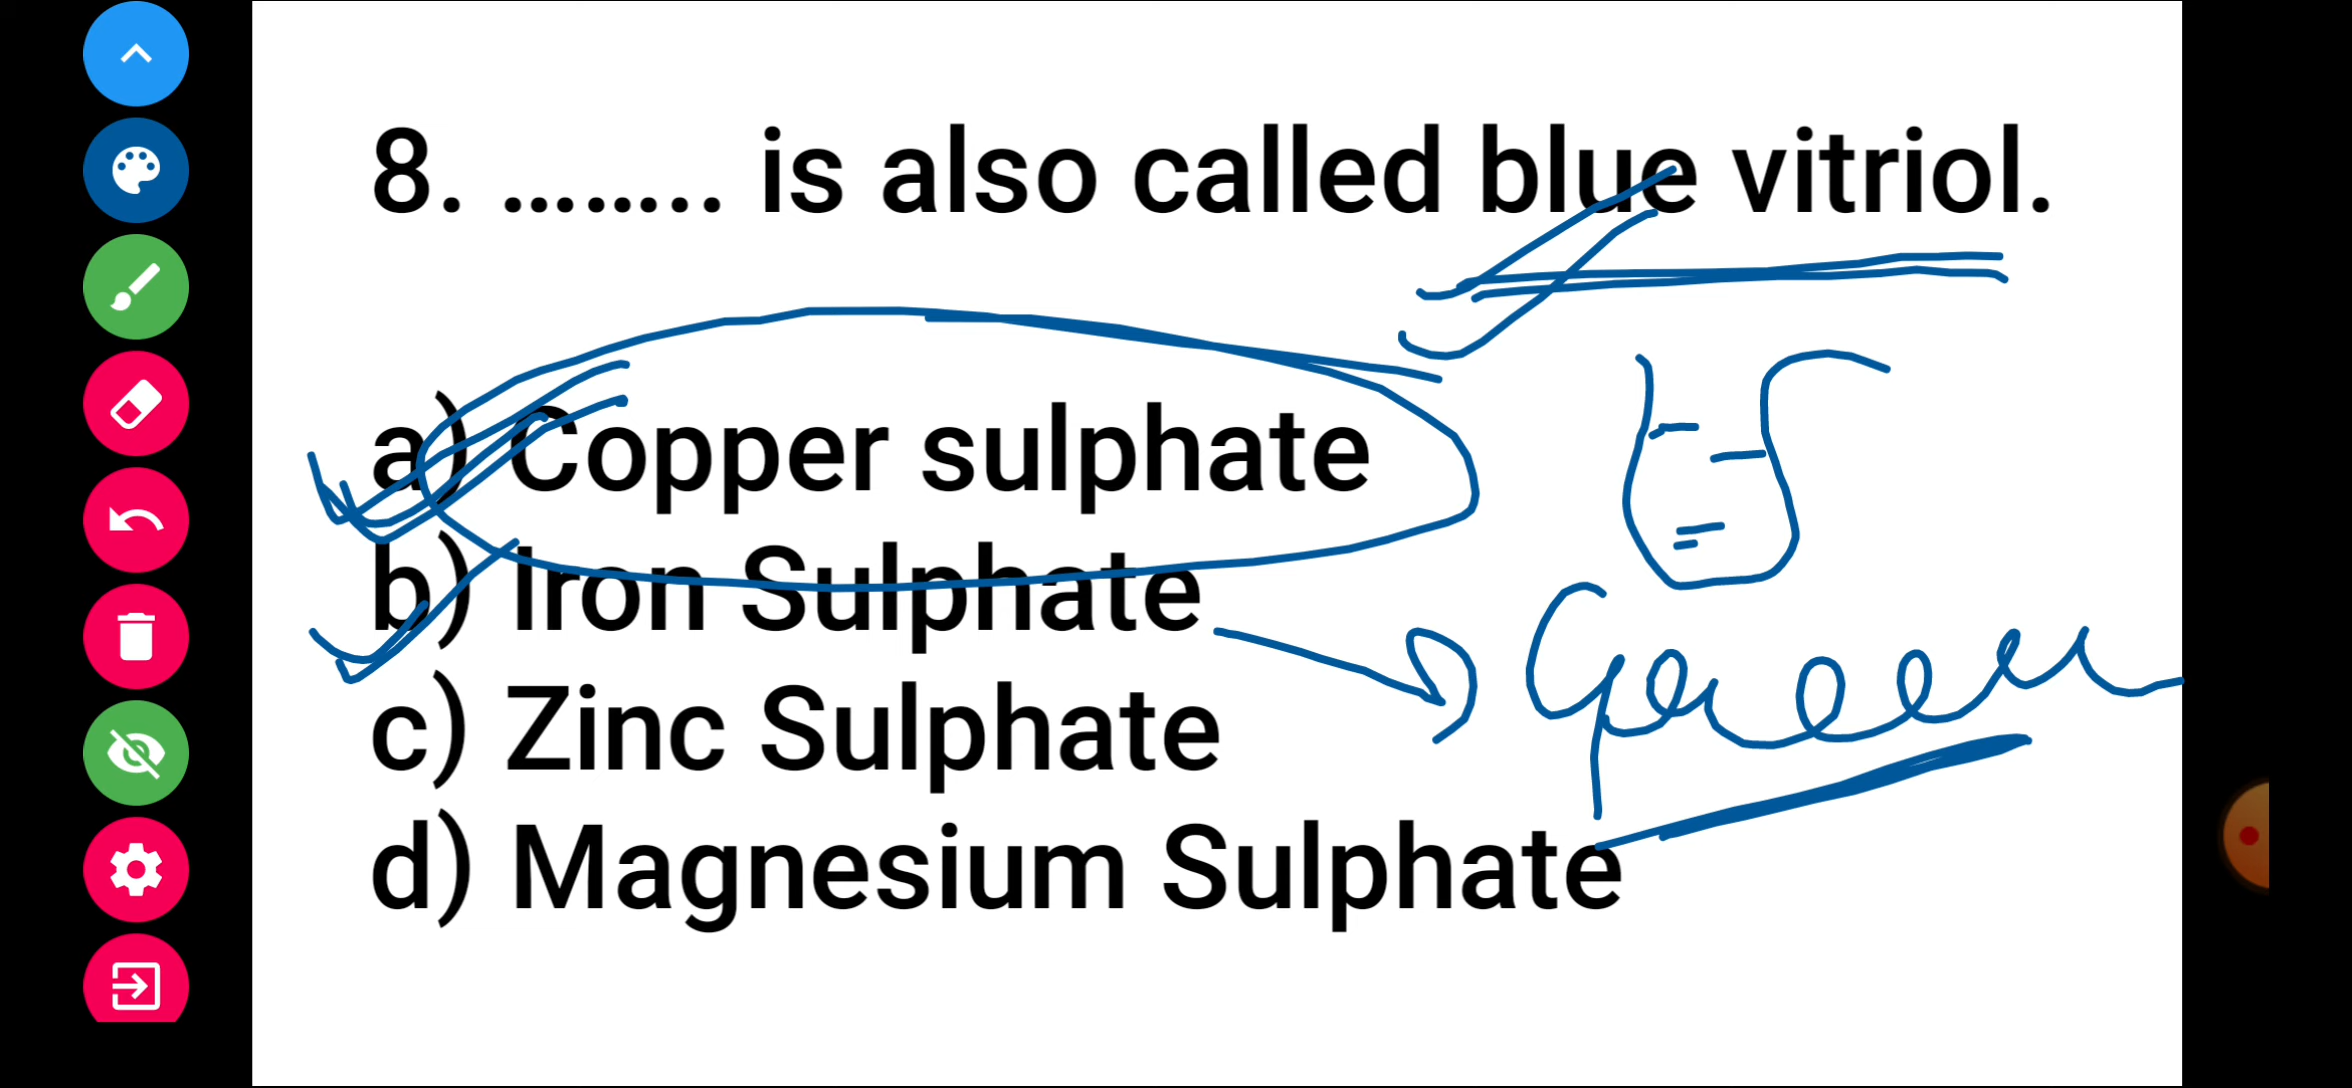 8. ........ is also called blue vitriol.
a) Copper sulphate
b) Iron Sulphate
Green
c) Zinc Sulphate
d) Magnesium Sulphate